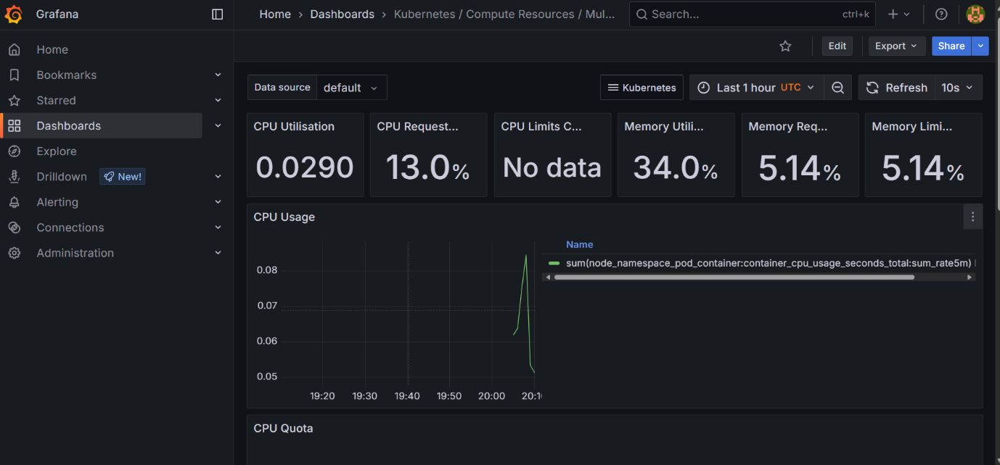 Grafana
Home › Dashboards › Kubernetes / Compute Resources / Mul...
Search...
ctrl+k
Home
Bookmarks
Starred
Dashboards
Explore
Drilldown New!
Alerting
Connections
Administration
Edit
Export
Share
Data source default
Kubernetes
Last 1 hour UTC
Refresh 10s
CPU Utilisation
0.0290
CPU Request...
13.0%
CPU Limits C...
No data
Memory Utili...
34.0%
Memory Req...
5.14%
Memory Limi...
5.14%
CPU Usage
0.08
0.07
0.06
0.05
19:20 19:30 19:40 19:50 20:00 20:1
Name
sum(node_namespace_pod_container:container_cpu_usage_seconds_total:sum_rate5m)
CPU Quota